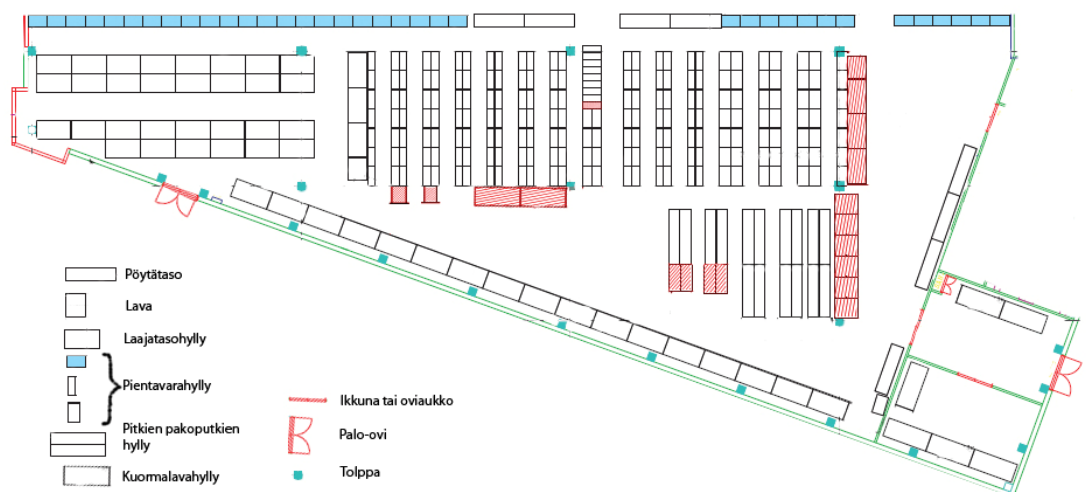 Pöytätaso
Lava
Laajatasohylly
Pientavarahylly
Pitkien pakoputkien
hylly
Kuormalavahylly
Ikkuna tai oviaukko
Palo-ovi
Tolppa